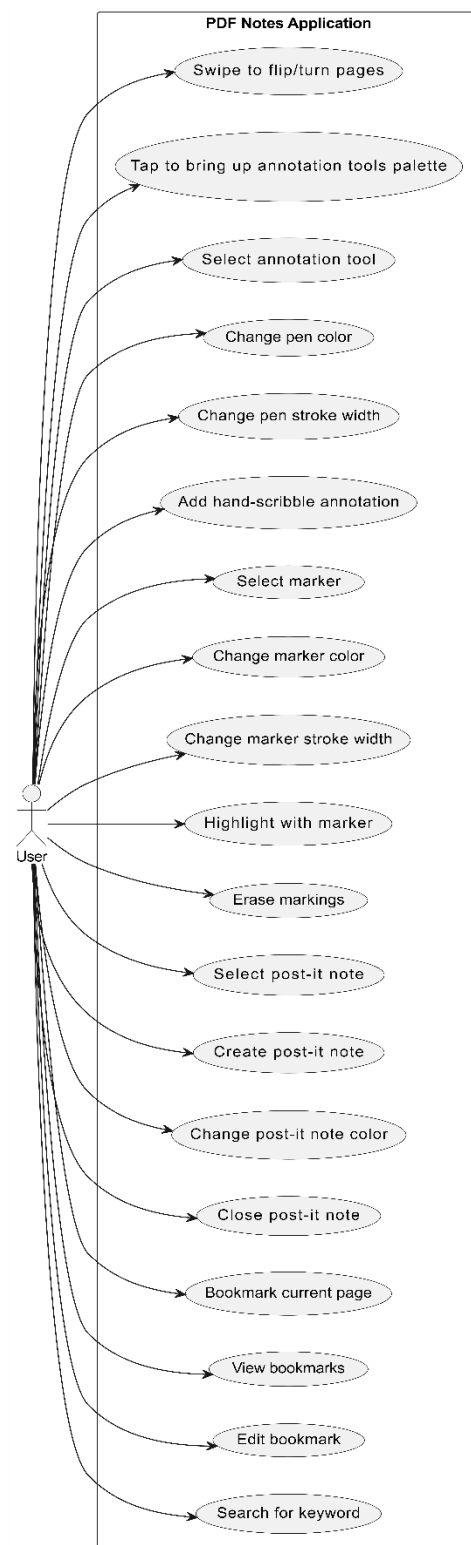 PDF Notes Application
Swipe to flip/turn pages
Tap to bring up annotation tools palette
Select annotation tool
Change pen color
Change pen stroke width
Add hand-scribble annotation
Select marker
Change marker color
Change marker stroke width
Highlight with marker
User
Erase markings
Select post-it note
Create post-it note
Change post-it note color
Close post-it note
Bookmark current page
View bookmarks
Edit bookmark
Search for keyword